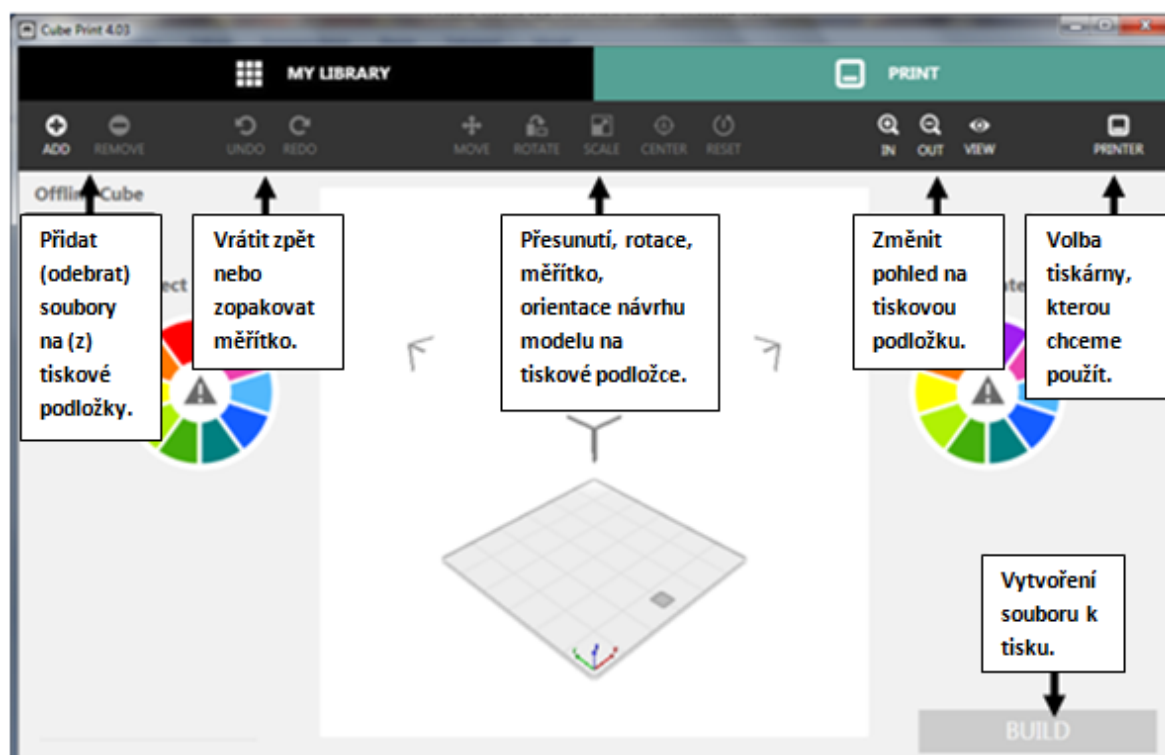 Cube Print 4.03
MY LIBRARY
PRINT
ADD
REMOVE
UNDO
REDO
MOVE
ROTATE
SCALE
CENTER
RESET
IN
OUT
VIEW
PRINTER
Offline Cube
Přidat
(odebrat)
soubory
na (z)
tiskové
podložky.
Vrátit zpět
nebo
zopakovat
měřítko.
Přesunutí, rotace,
měřítko,
orientace návrhu
modelu na
tiskové podložce.
Změnit
pohled na
tiskovou
podložku.
Volba
tiskárny,
kterou
chceme
použít.
Vytvoření
souboru k
tisku.
BUILD